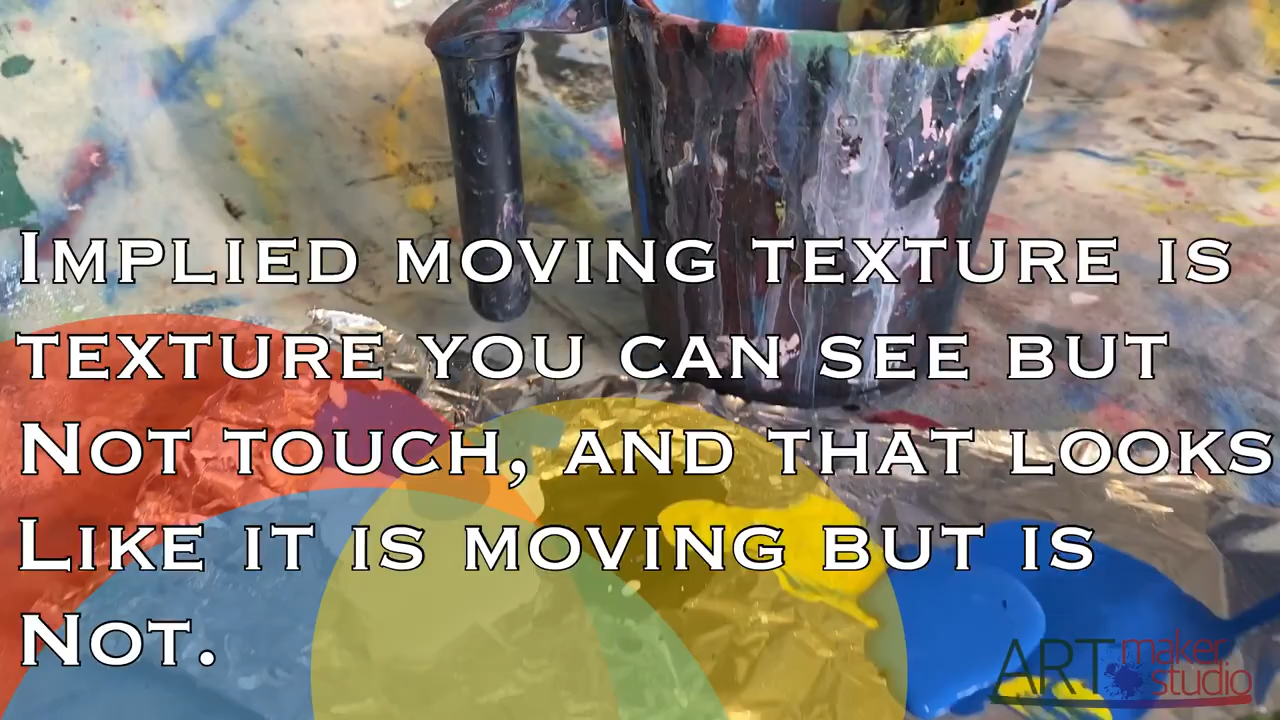 Implied moving texture is
texture you can see but
Not touch, and that looks
Like it is moving but is
Not.
ART maker
studio